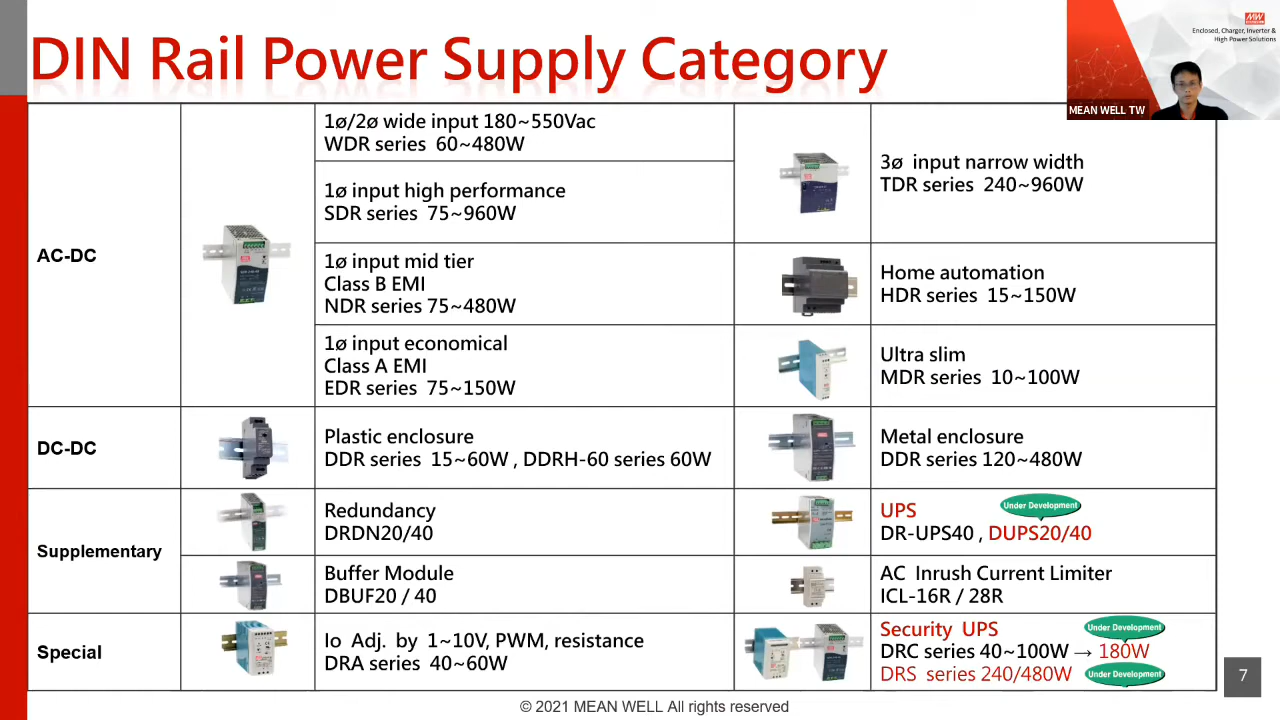 DIN Rail Power Supply Category
MW
Enclosed, Charger, Inverter &
High Power Solutions
MEAN WELL TW
AC-DC
1ø/2ø wide input 180~550Vac
WDR series 60~480W
1ø input high performance
SDR series 75~960W
1ø input mid tier
Class B EMI
NDR series 75~480W
1ø input economical
Class A EMI
EDR series 75~150W
3ø input narrow width
TDR series 240~960W
Home automation
HDR series 15~150W
Ultra slim
MDR series 10~100W
DC-DC
Plastic enclosure
DDR series 15~60W , DDRH-60 series 60W
Metal enclosure
DDR series 120~480W
Supplementary
Redundancy
DRDN20/40
UPS
Under Development
DR-UPS40 , DUPS20/40
Buffer Module
DBUF20 / 40
AC Inrush Current Limiter
ICL-16R / 28R
Special
Io Adj. by 1~10V, PWM, resistance
DRA series 40~60W
Security UPS
Under Development
DRC series 40~100W → 180W
DRS series 240/480W
Under Development
7
© 2021 MEAN WELL All rights reserved